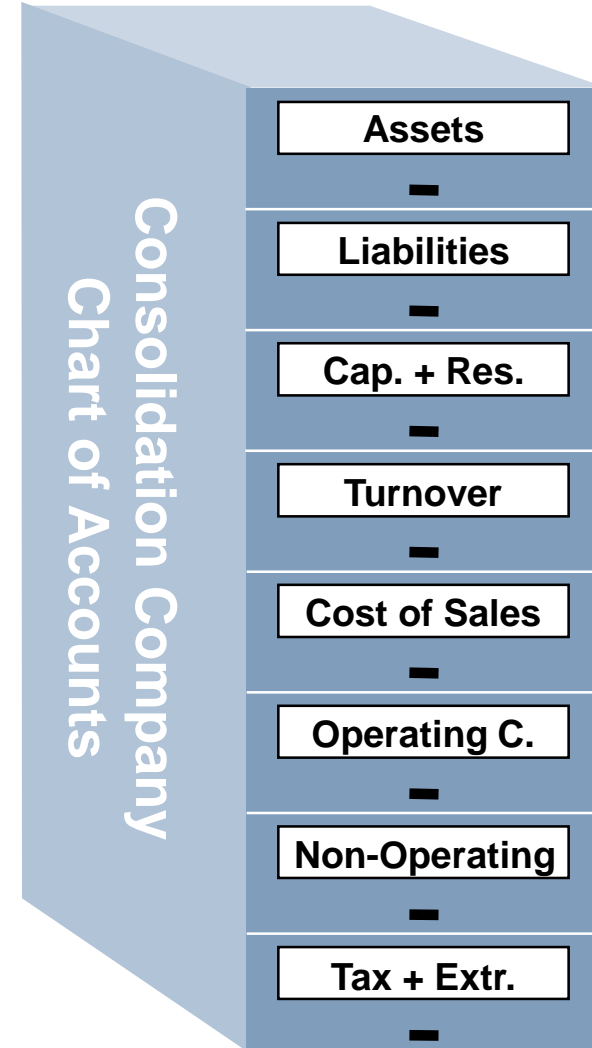 Consolidation Company
Chart of Accounts
Assets
Liabilities
Cap. + Res.
Turnover
Cost of Sales
Operating C.
Non-Operating
Tax + Extr.